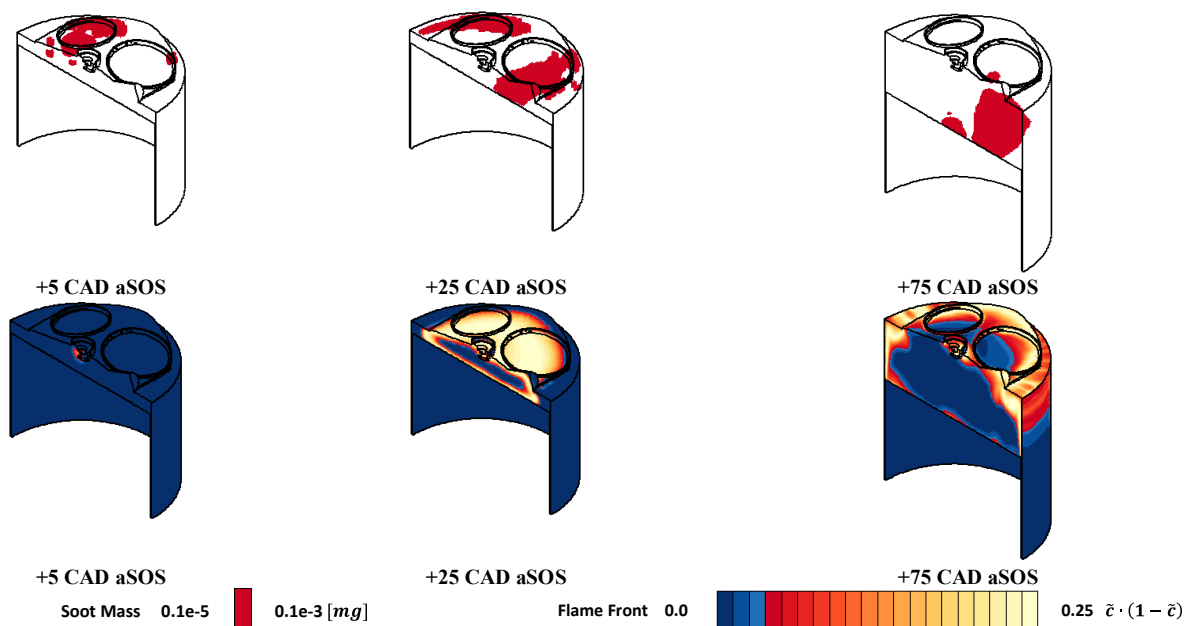 +5 CAD aSOS +25 CAD aSOS +75 CAD aSOS
+5 CAD aSOS +25 CAD aSOS +75 CAD aSOS
Soot Mass 0.1e-5 0.1e-3 [mg] Flame Front 0.0 0.25 c̃ · (1 − c̃)